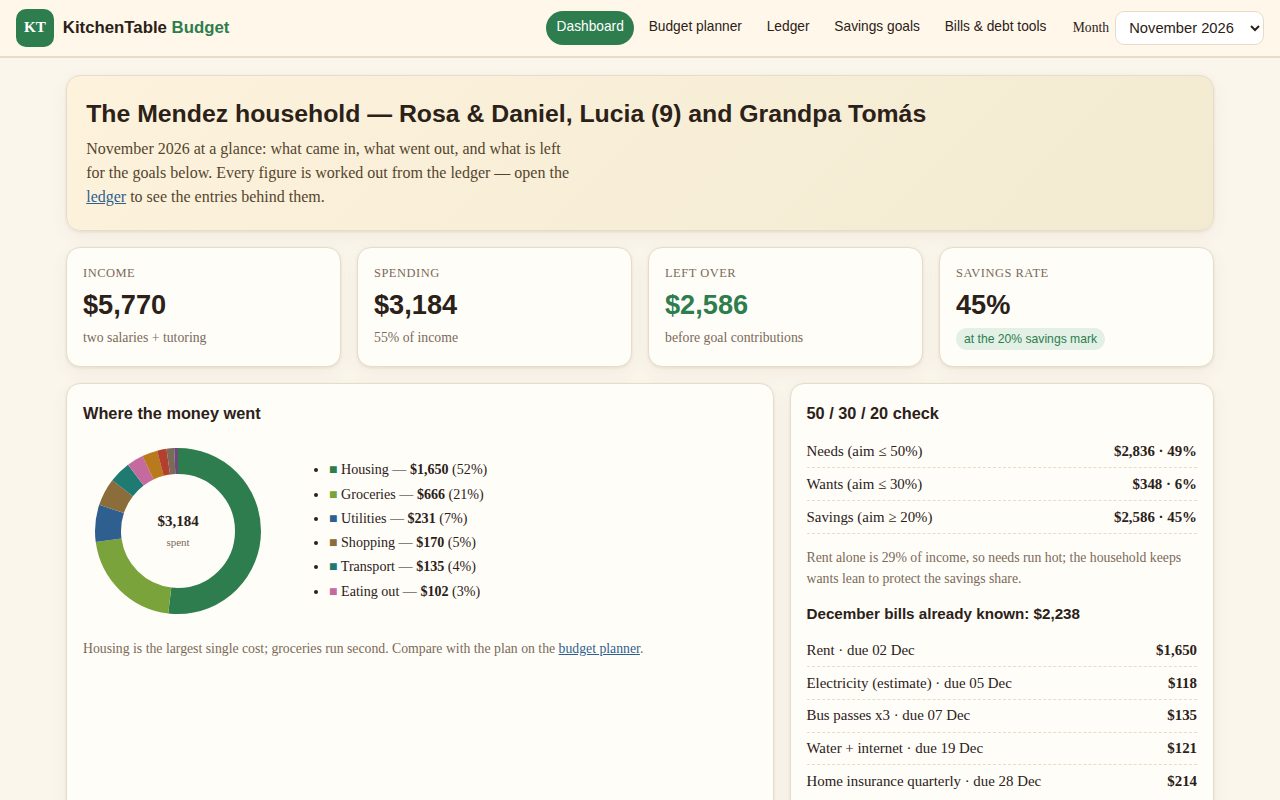 KT KitchenTable Budget
Dashboard Budget planner Ledger Savings goals Bills & debt tools Month November 2026
The Mendez household — Rosa & Daniel, Lucia (9) and Grandpa Tomás
November 2026 at a glance: what came in, what went out, and what is left
for the goals below. Every figure is worked out from the ledger — open the
ledger to see the entries behind them.
INCOME
$5,770
two salaries + tutoring
SPENDING
$3,184
55% of income
LEFT OVER
$2,586
before goal contributions
SAVINGS RATE
45%
at the 20% savings mark
Where the money went
$3,184
spent
Housing — $1,650 (52%)
Groceries — $666 (21%)
Utilities — $231 (7%)
Shopping — $170 (5%)
Transport — $135 (4%)
Eating out — $102 (3%)
Housing is the largest single cost; groceries run second. Compare with the plan on the budget planner.
50 / 30 / 20 check
Needs (aim ≤ 50%) $2,836 · 49%
Wants (aim ≤ 30%) $348 · 6%
Savings (aim ≥ 20%) $2,586 · 45%
Rent alone is 29% of income, so needs run hot; the household keeps
wants lean to protect the savings share.
December bills already known: $2,238
Rent · due 02 Dec $1,650
Electricity (estimate) · due 05 Dec $118
Bus passes x3 · due 07 Dec $135
Water + internet · due 19 Dec $121
Home insurance quarterly · due 28 Dec $214